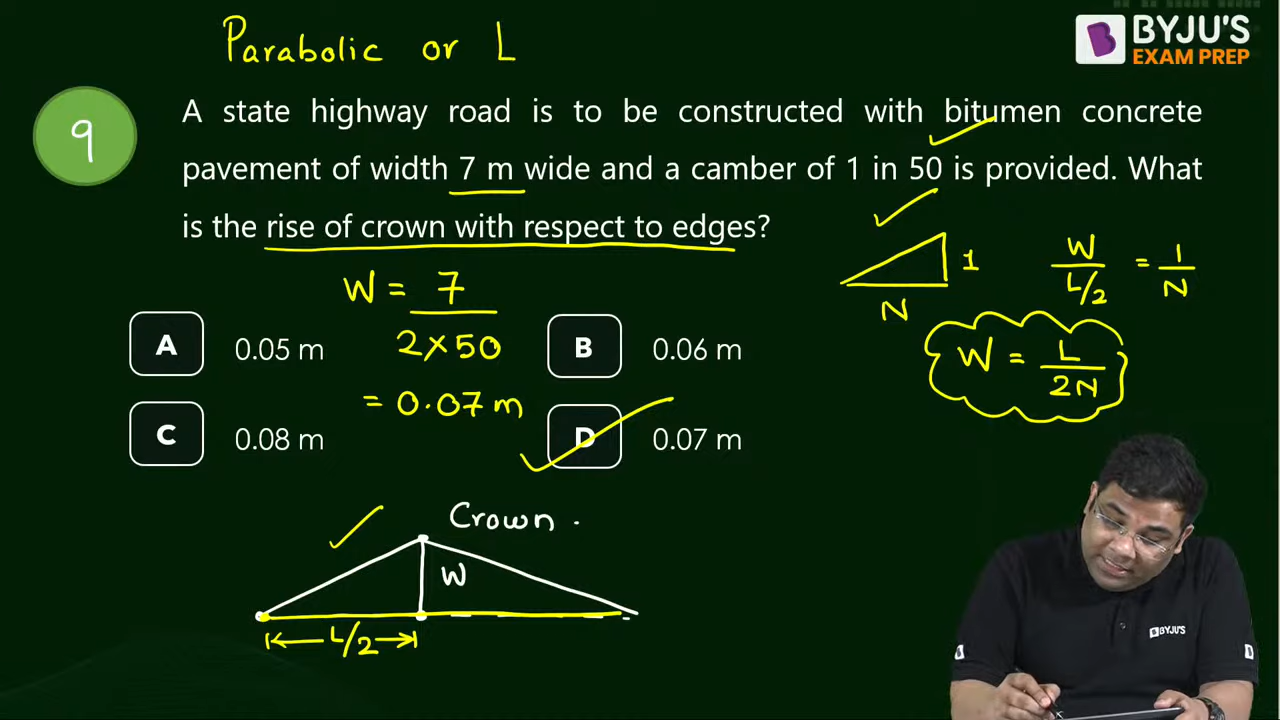 Parabolic or L
BYJU'S
EXAM PREP
9
A state highway road is to be constructed with bitumen concrete
pavement of width 7 m wide and a camber of 1 in 50 is provided. What
is the rise of crown with respect to edges?
1
N
W/(L/2) = 1/N
W = L/2N
W = 7
2×50
= 0.07 m
A 0.05 m
B 0.06 m
C 0.08 m
D 0.07 m
Crown .
W
L/2
BYJU'S